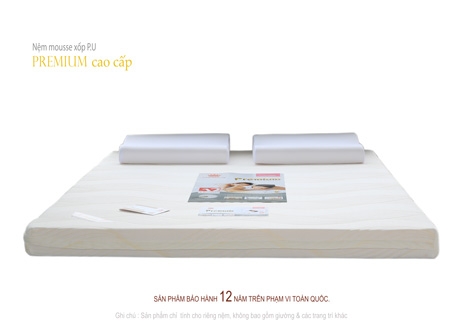 Nệm mousse xốp P.U
PREMIUM cao cấp
Premium
SẢN PHẨM BẢO HÀNH 12 NĂM TRÊN PHẠM VI TOÀN QUỐC.
Ghi chú : Sản phẩm chỉ tính cho riêng nệm, không bao gồm giường & các trang trí khác